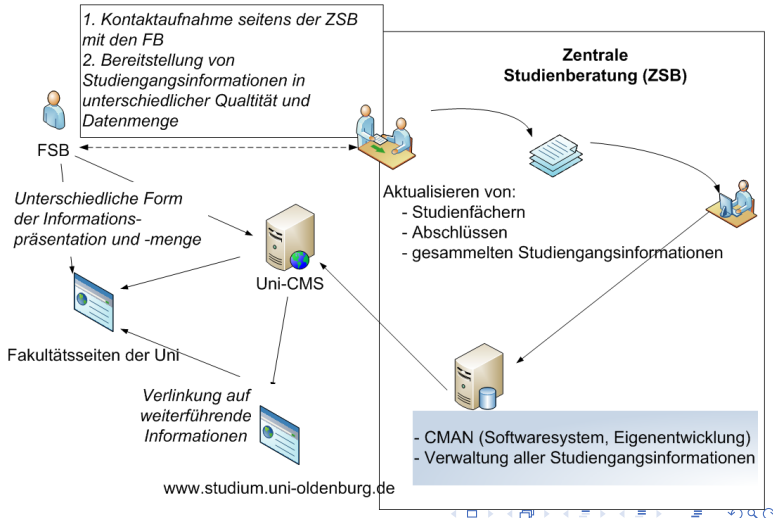 1. Kontaktaufnahme seitens der ZSB
mit den FB
2. Bereitstellung von
Studiengangsinformationen in
unterschiedlicher Qualtität und
Datenmenge
Zentrale
Studienberatung (ZSB)
FSB
Unterschiedliche Form
der Informations-
präsentation und -menge
Aktualisieren von:
- Studienfächern
- Abschlüssen
- gesammelten Studiengangsinformationen
Uni-CMS
Fakultätsseiten der Uni
Verlinkung auf
weiterführende
Informationen
- CMAN (Softwaresystem, Eigenentwicklung)
- Verwaltung aller Studiengangsinformationen
www.studium.uni-oldenburg.de